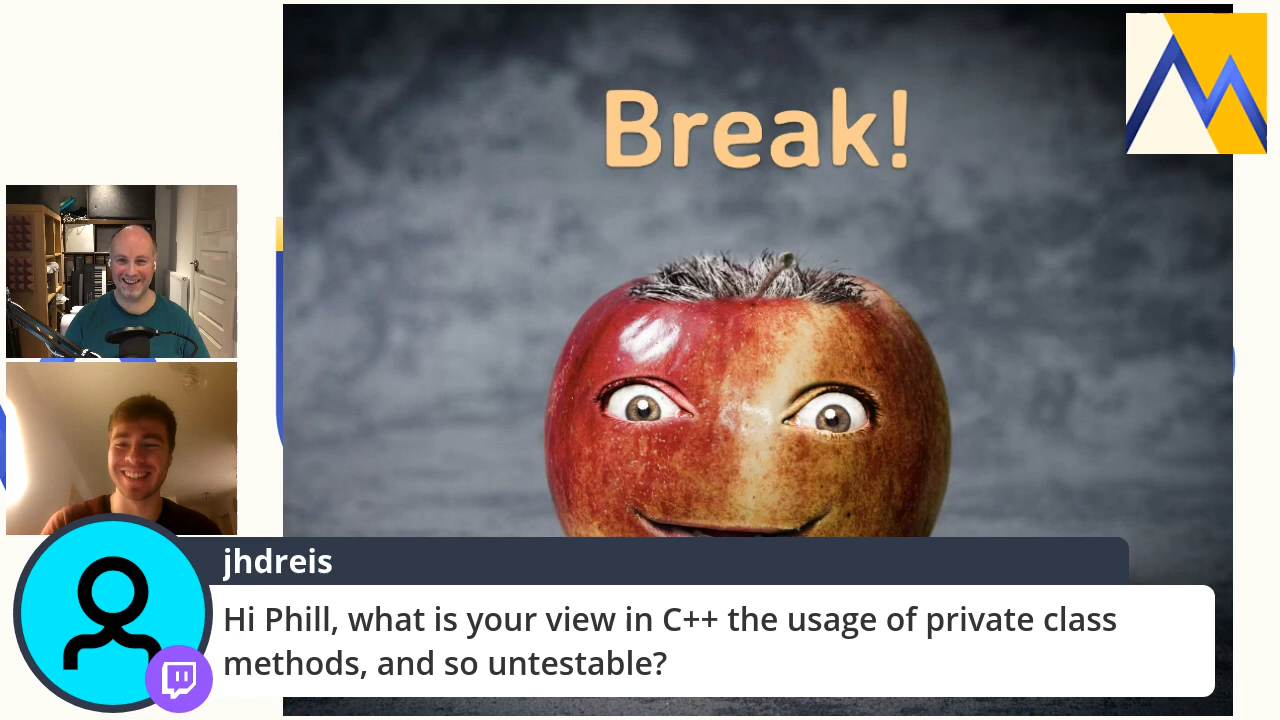 Break!
jhdreis
Hi Phill, what is your view in C++ the usage of private class
methods, and so untestable?